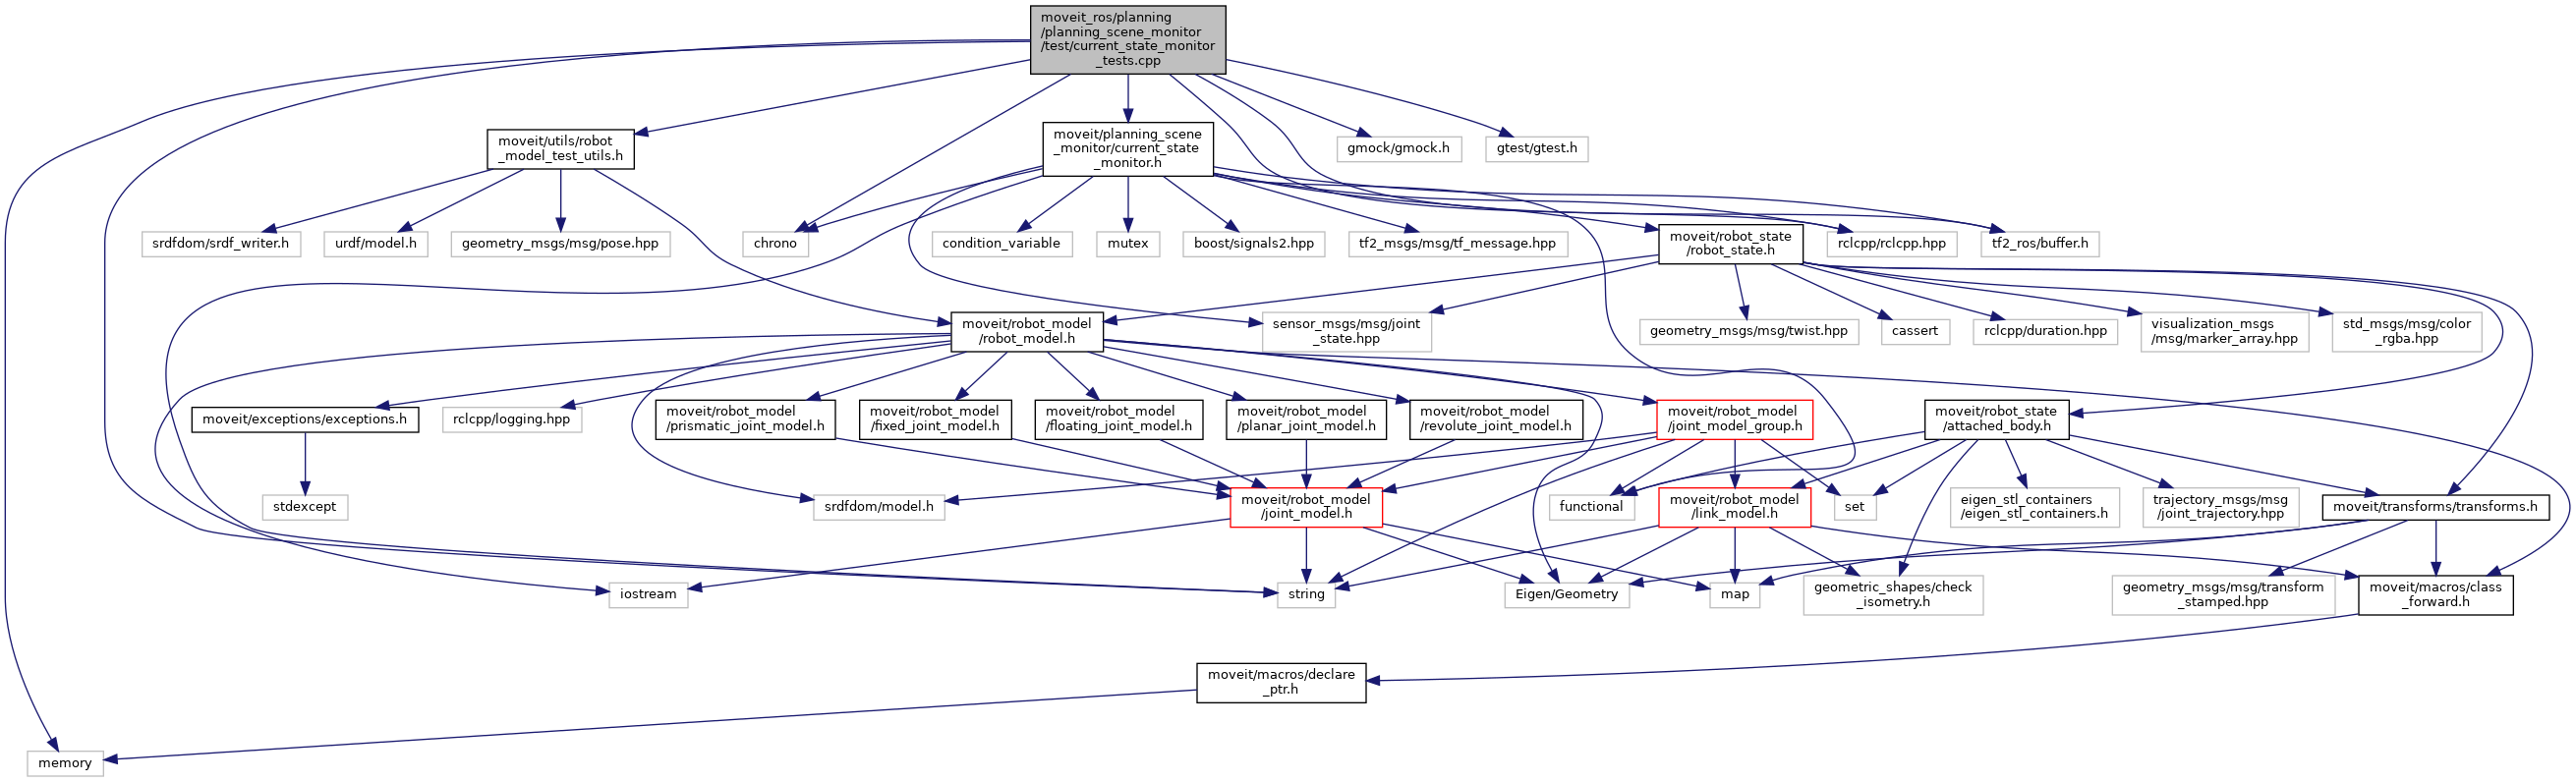 moveit_ros/planning
/planning_scene_monitor
/test/current_state_monitor
_tests.cpp
moveit/utils/robot
_model_test_utils.h
moveit/planning_scene
_monitor/current_state
_monitor.h
gmock/gmock.h
gtest/gtest.h
srdfdom/srdf_writer.h
urdf/model.h
geometry_msgs/msg/pose.hpp
chrono
condition_variable
mutex
boost/signals2.hpp
tf2_msgs/msg/tf_message.hpp
moveit/robot_state
/robot_state.h
rclcpp/rclcpp.hpp
tf2_ros/buffer.h
moveit/robot_model
/robot_model.h
sensor_msgs/msg/joint
_state.hpp
geometry_msgs/msg/twist.hpp
cassert
rclcpp/duration.hpp
visualization_msgs
/msg/marker_array.hpp
std_msgs/msg/color
_rgba.hpp
moveit/exceptions/exceptions.h
rclcpp/logging.hpp
moveit/robot_model
/prismatic_joint_model.h
moveit/robot_model
/fixed_joint_model.h
moveit/robot_model
/floating_joint_model.h
moveit/robot_model
/planar_joint_model.h
moveit/robot_model
/revolute_joint_model.h
moveit/robot_model
/joint_model_group.h
moveit/robot_state
/attached_body.h
stdexcept
srdfdom/model.h
moveit/robot_model
/joint_model.h
functional
moveit/robot_model
/link_model.h
set
eigen_stl_containers
/eigen_stl_containers.h
trajectory_msgs/msg
/joint_trajectory.hpp
moveit/transforms/transforms.h
iostream
string
Eigen/Geometry
map
geometric_shapes/check
_isometry.h
geometry_msgs/msg/transform
_stamped.hpp
moveit/macros/class
_forward.h
moveit/macros/declare
_ptr.h
memory